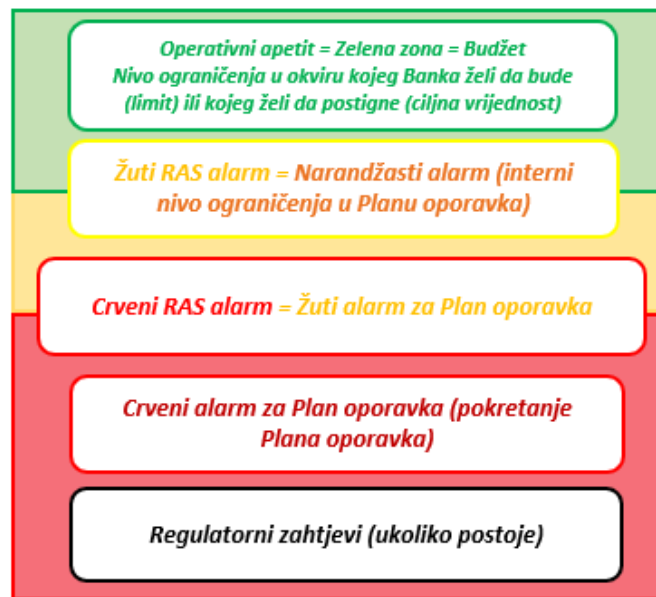 Operativni apetit = Zelena zona = Budžet
Nivo ograničenja u okviru kojeg Banka želi da bude
(limit) ili kojeg želi da postigne (ciljna vrijednost)
Žuti RAS alarm = Narandžasti alarm (interni
nivo ograničenja u Planu oporavka)
Crveni RAS alarm = Žuti alarm za Plan oporavka
Crveni alarm za Plan oporavka (pokretanje
Plana oporavka)
Regulatorni zahtjevi (ukoliko postoje)